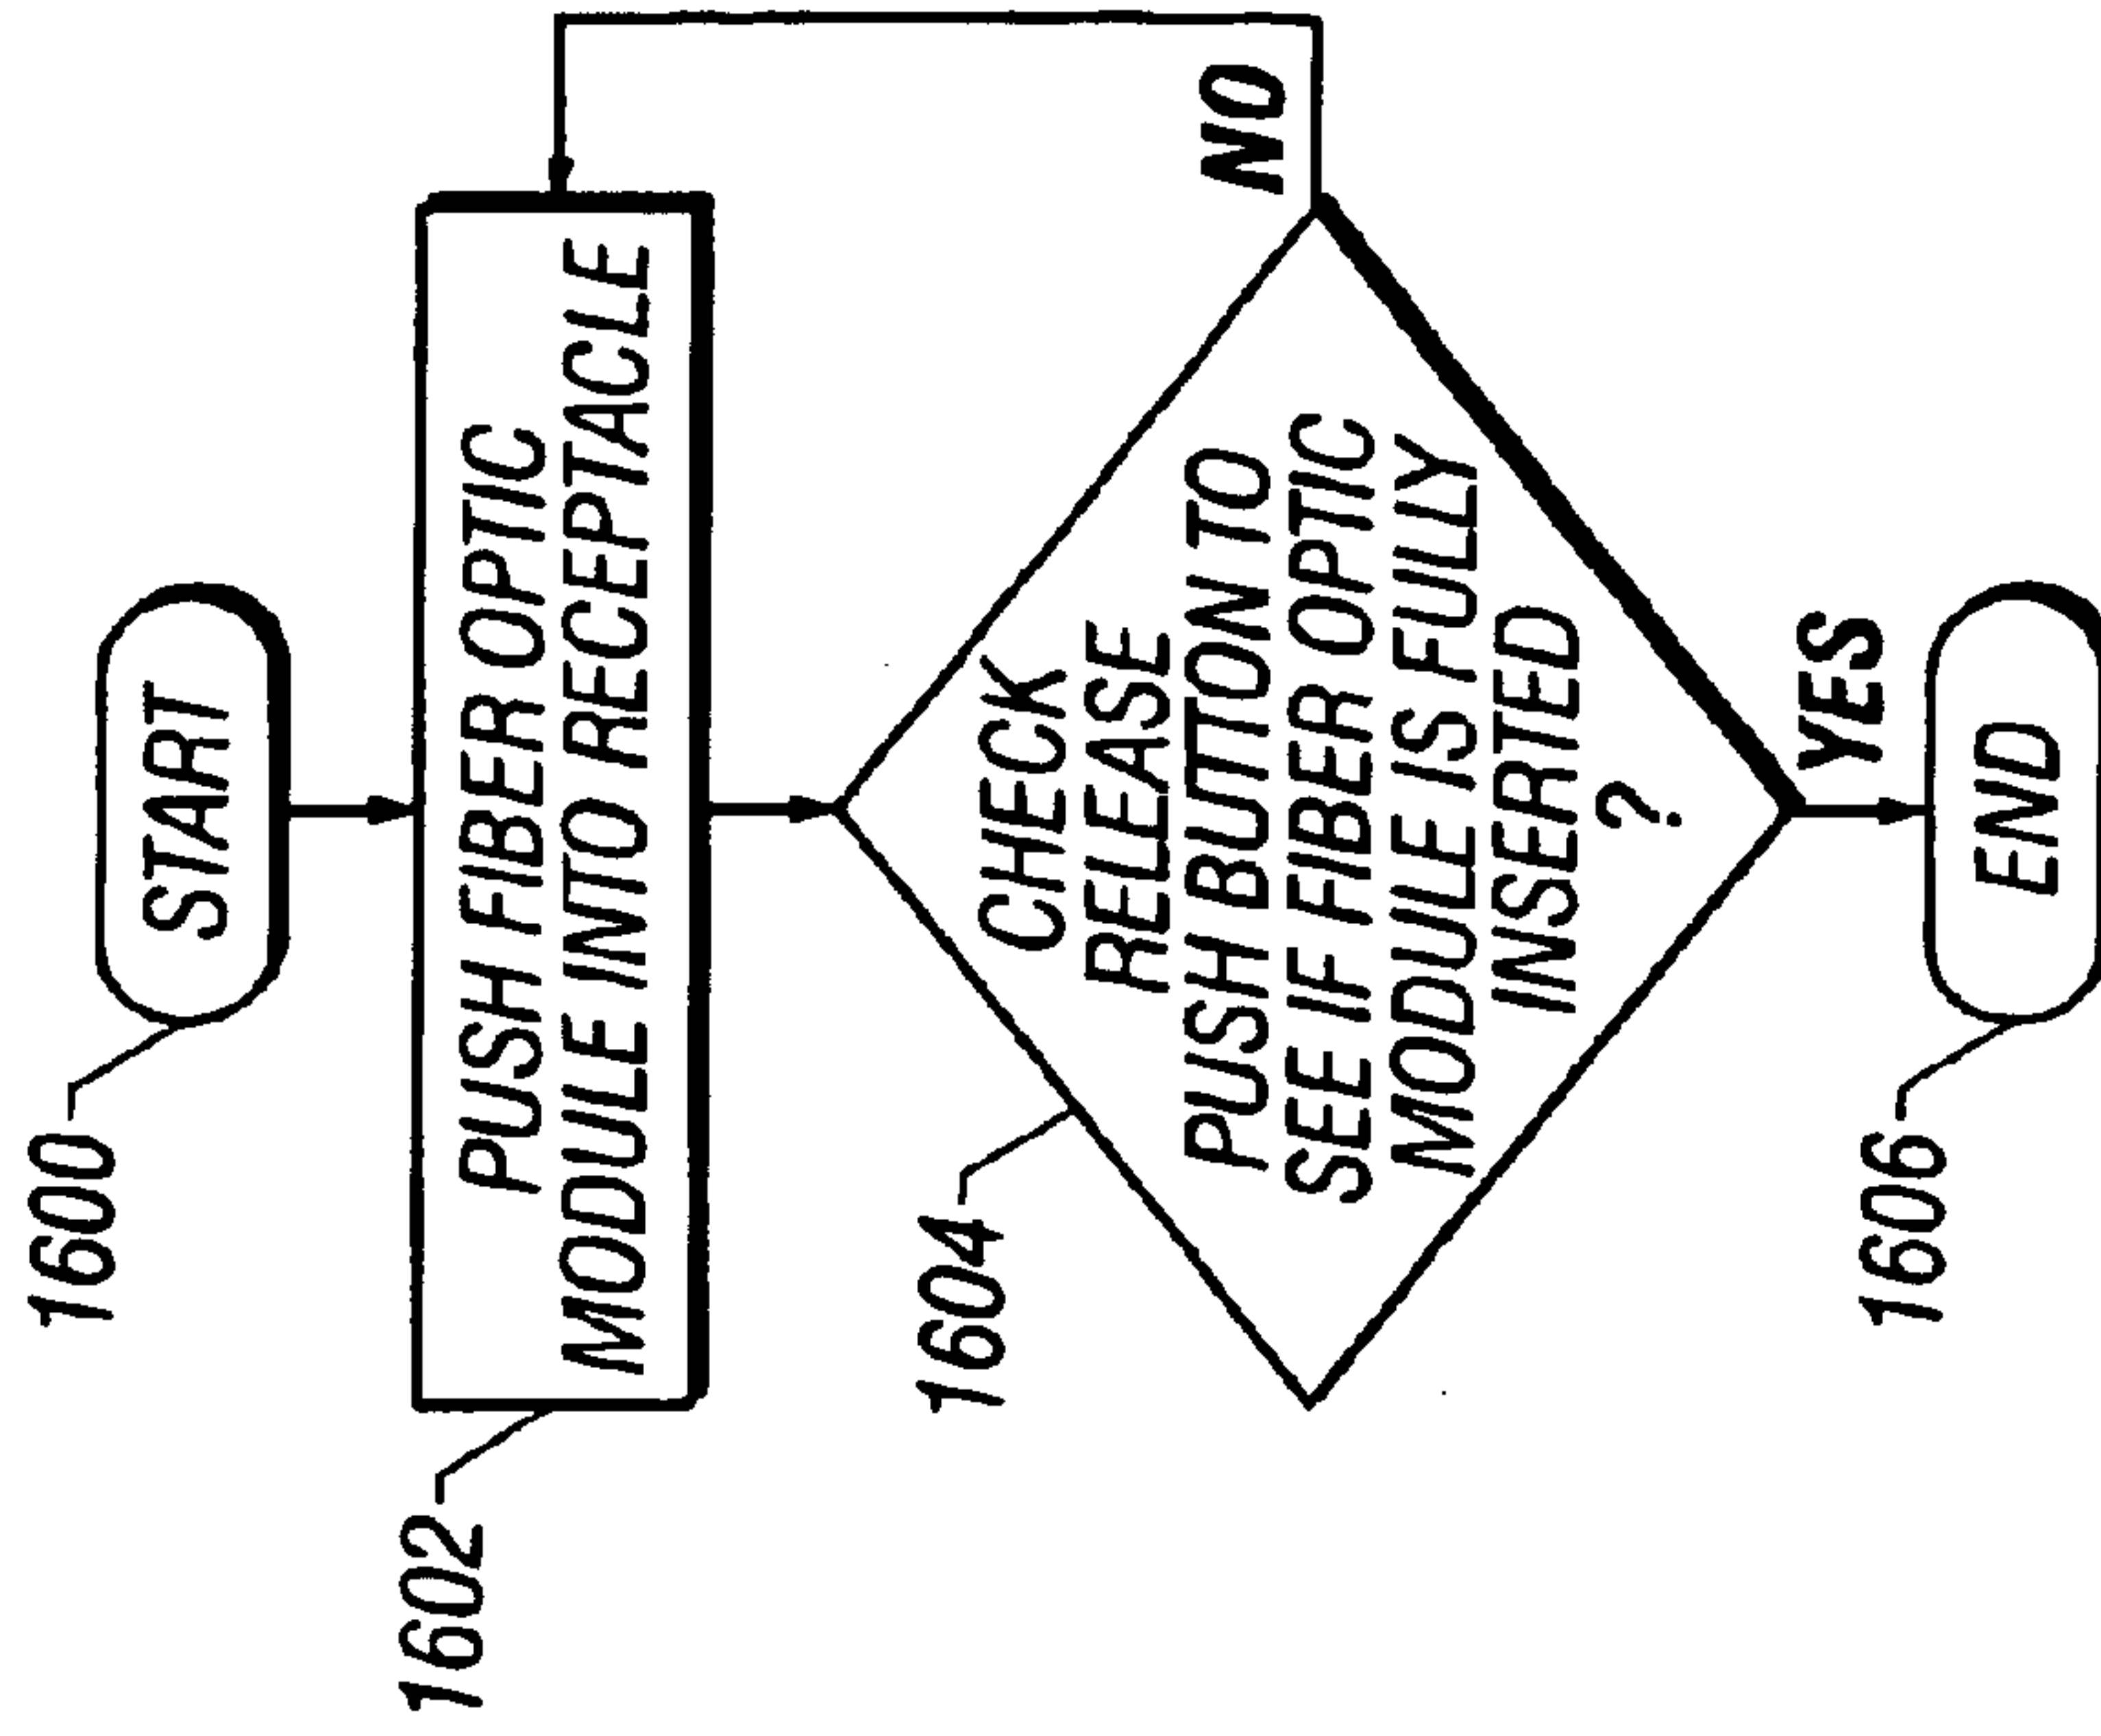 1600
START
1602
PUSH FIBER OPTIC
MODULE INTO RECEPTACLE
1604
CHECK
RELEASE
PUSH BUTTON TO
SEE IF FIBER OPTIC
MODULE IS FULLY
INSERTED
?
NO
YES
1606
END